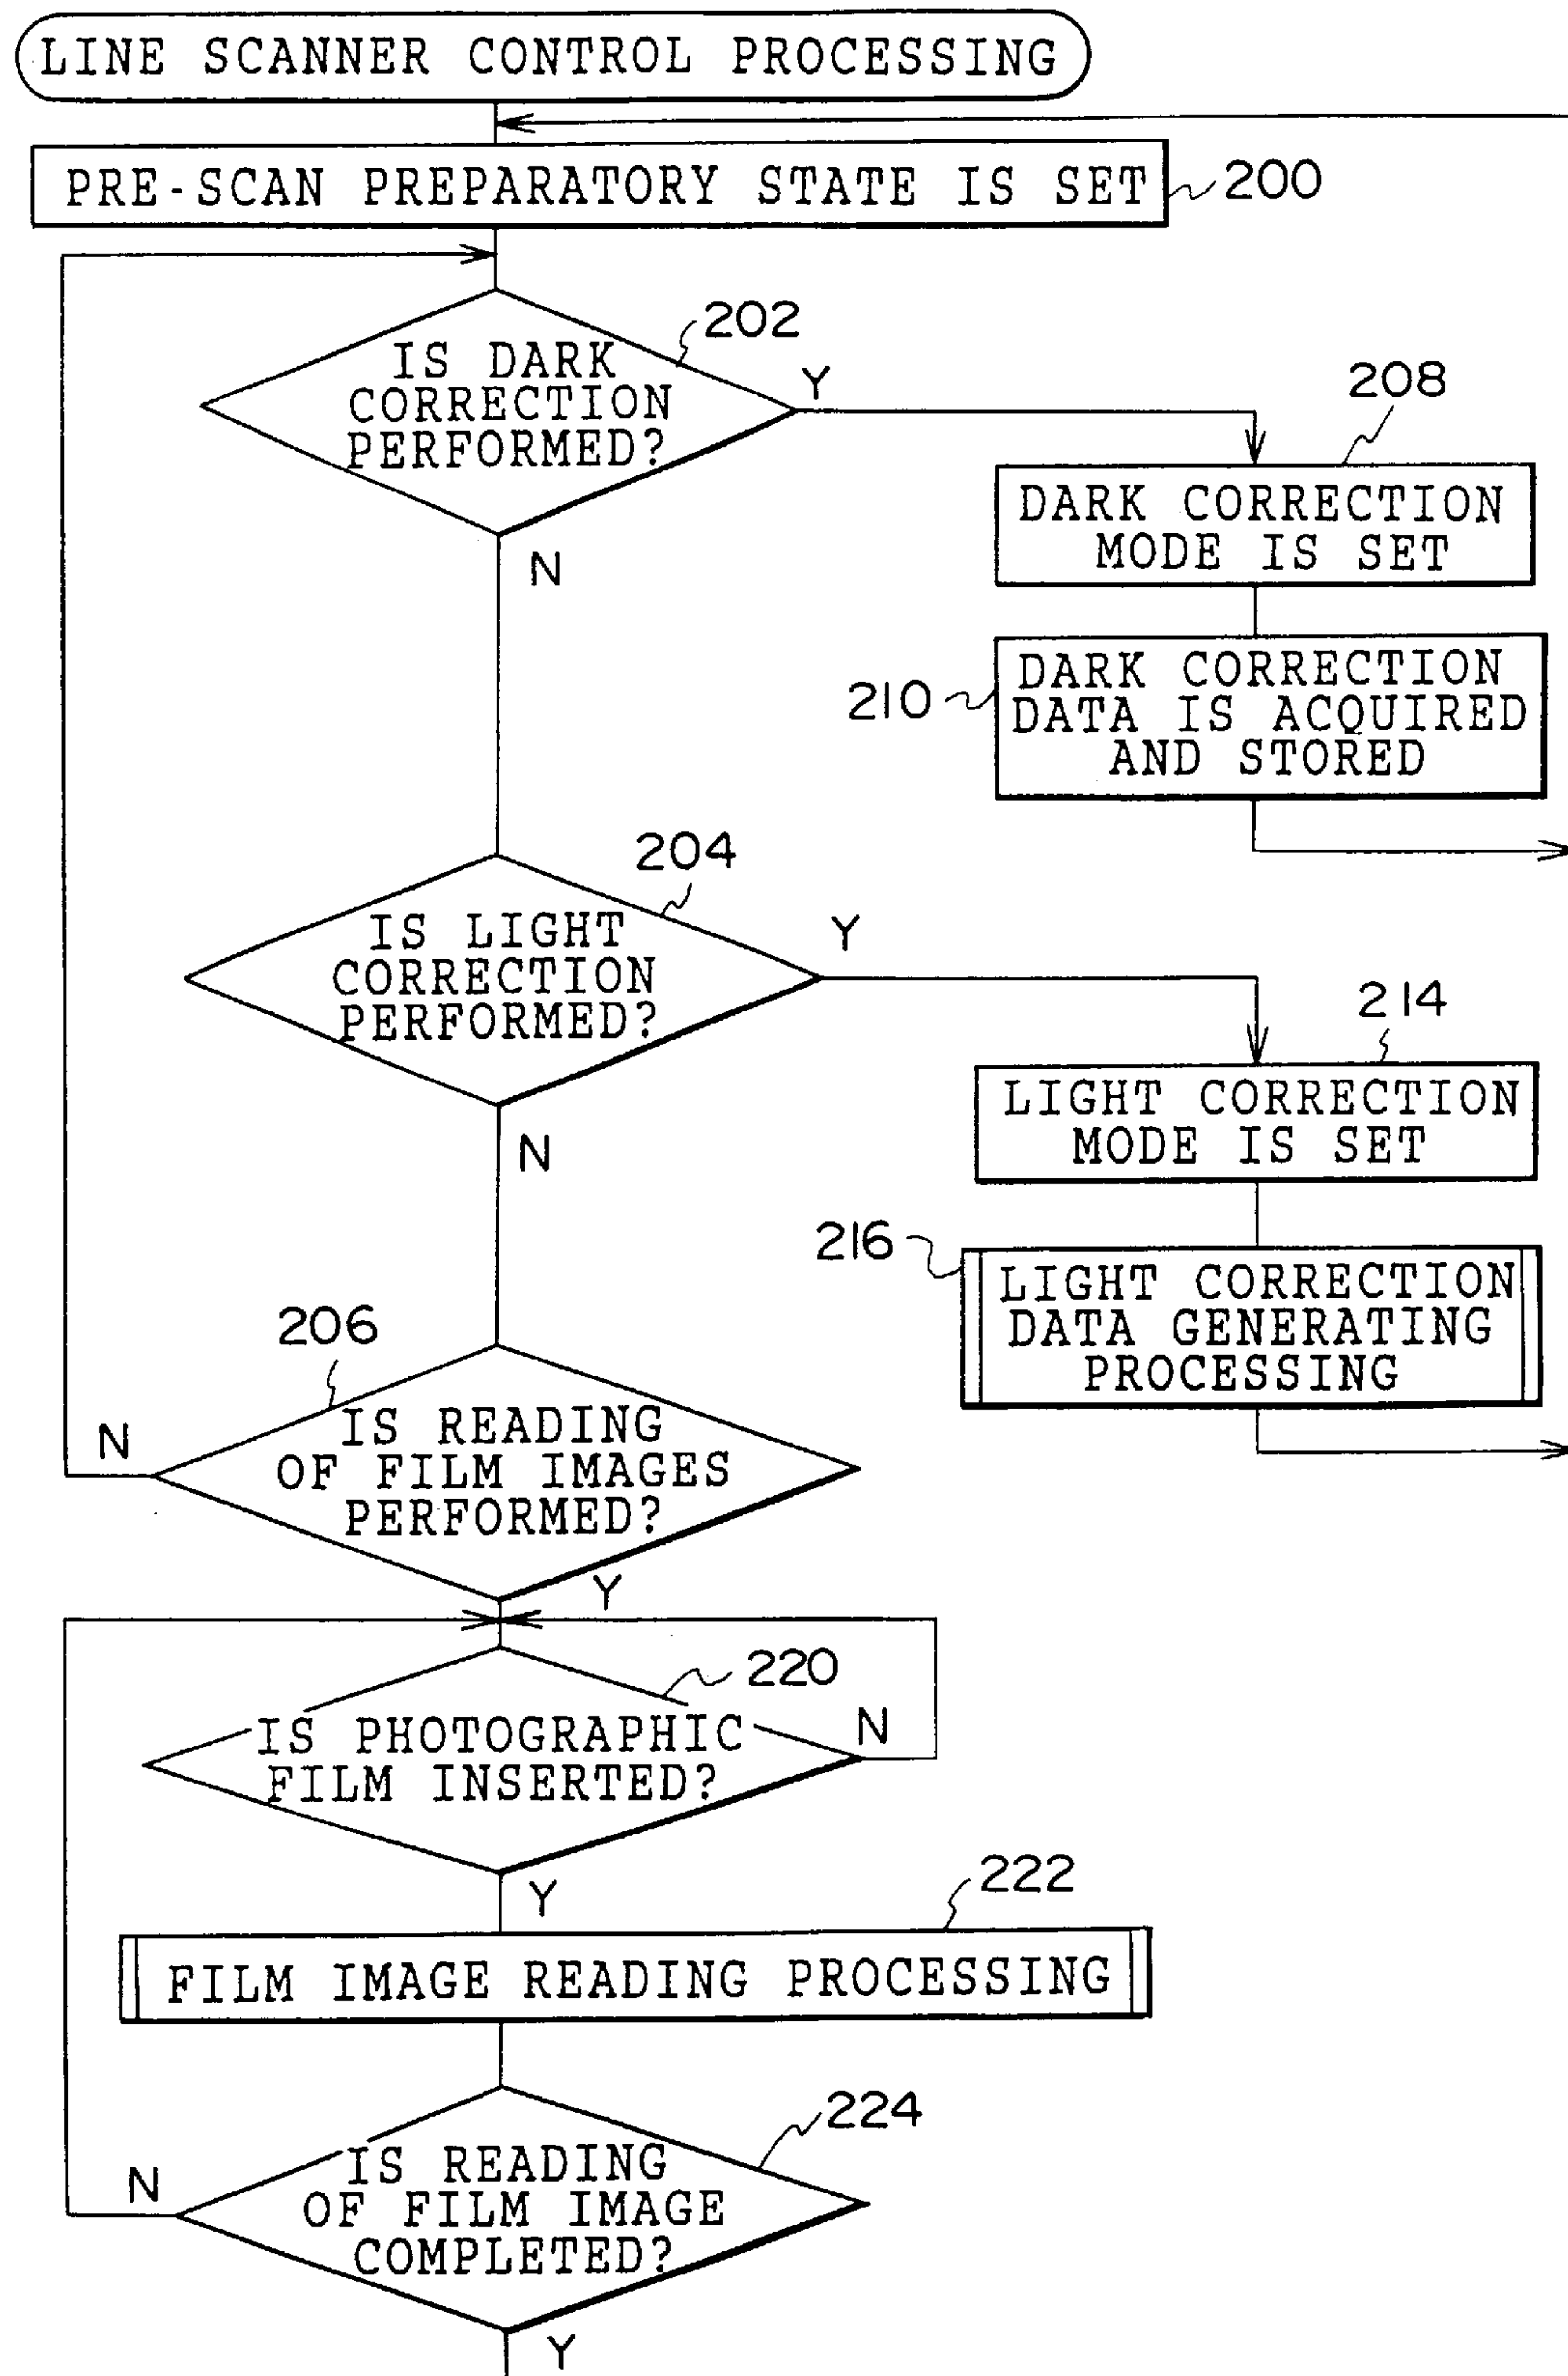 LINE SCANNER CONTROL PROCESSING
PRE-SCAN PREPARATORY STATE IS SET
200
202
IS DARK
CORRECTION
PERFORMED?
Y
N
208
DARK CORRECTION
MODE IS SET
210
DARK CORRECTION
DATA IS ACQUIRED
AND STORED
204
IS LIGHT
CORRECTION
PERFORMED?
Y
N
214
LIGHT CORRECTION
MODE IS SET
216
LIGHT CORRECTION
DATA GENERATING
PROCESSING
206
IS READING
OF FILM IMAGES
PERFORMED?
N
Y
220
IS PHOTOGRAPHIC
FILM INSERTED?
N
Y
222
FILM IMAGE READING PROCESSING
224
IS READING
OF FILM IMAGE
COMPLETED?
N
Y